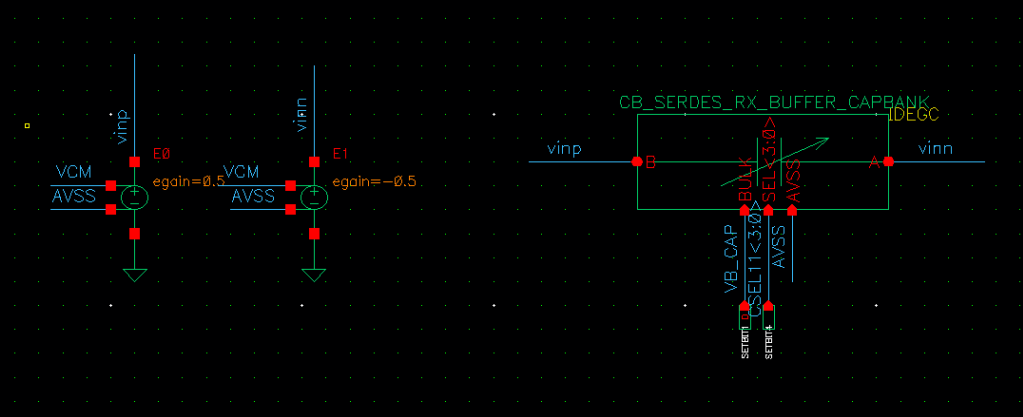 CB_SERDES_RX_BUFFER_CAPBANK
IDEGC
vinp
vinn
E0
E1
VCM
AVSS
egain=0.5
VCM
AVSS
egain=-0.5
vinp
B
A
vinn
BULK
SEL<3:0>
AVSS
VB_CAP
CSEL11<3:0>
AVSS
SETBIT1
SETBIT4